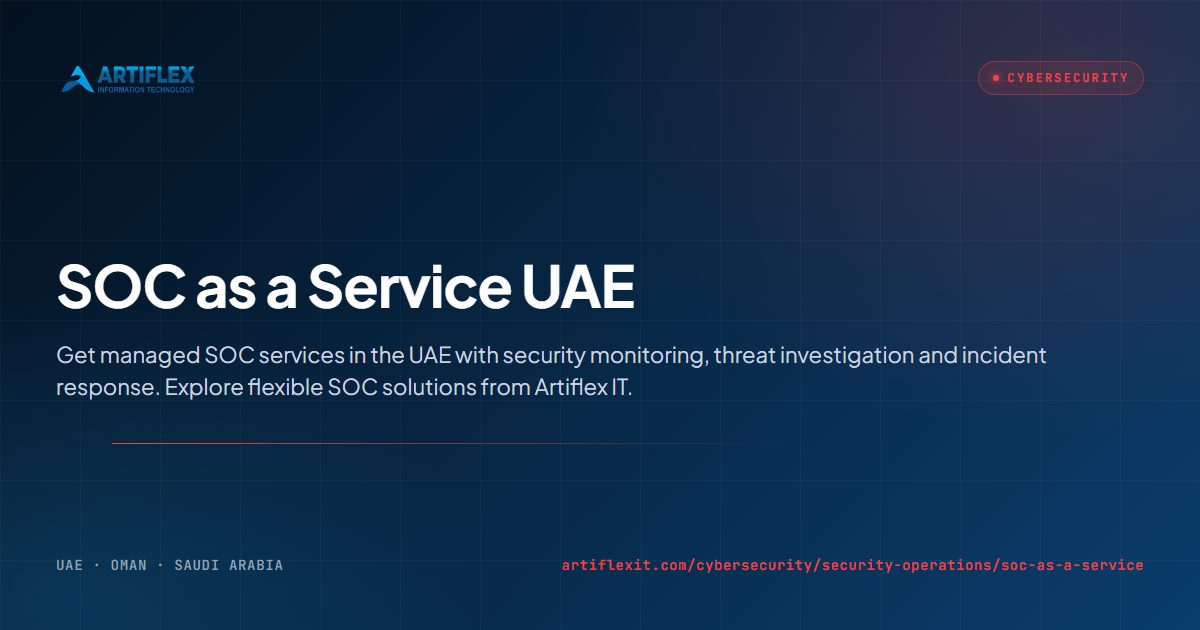 ARTIFLEX
INFORMATION TECHNOLOGY
CYBERSECURITY
SOC as a Service UAE
Get managed SOC services in the UAE with security monitoring, threat investigation and incident
response. Explore flexible SOC solutions from Artiflex IT.
UAE · OMAN · SAUDI ARABIA
artiflexit.com/cybersecurity/security-operations/soc-as-a-service